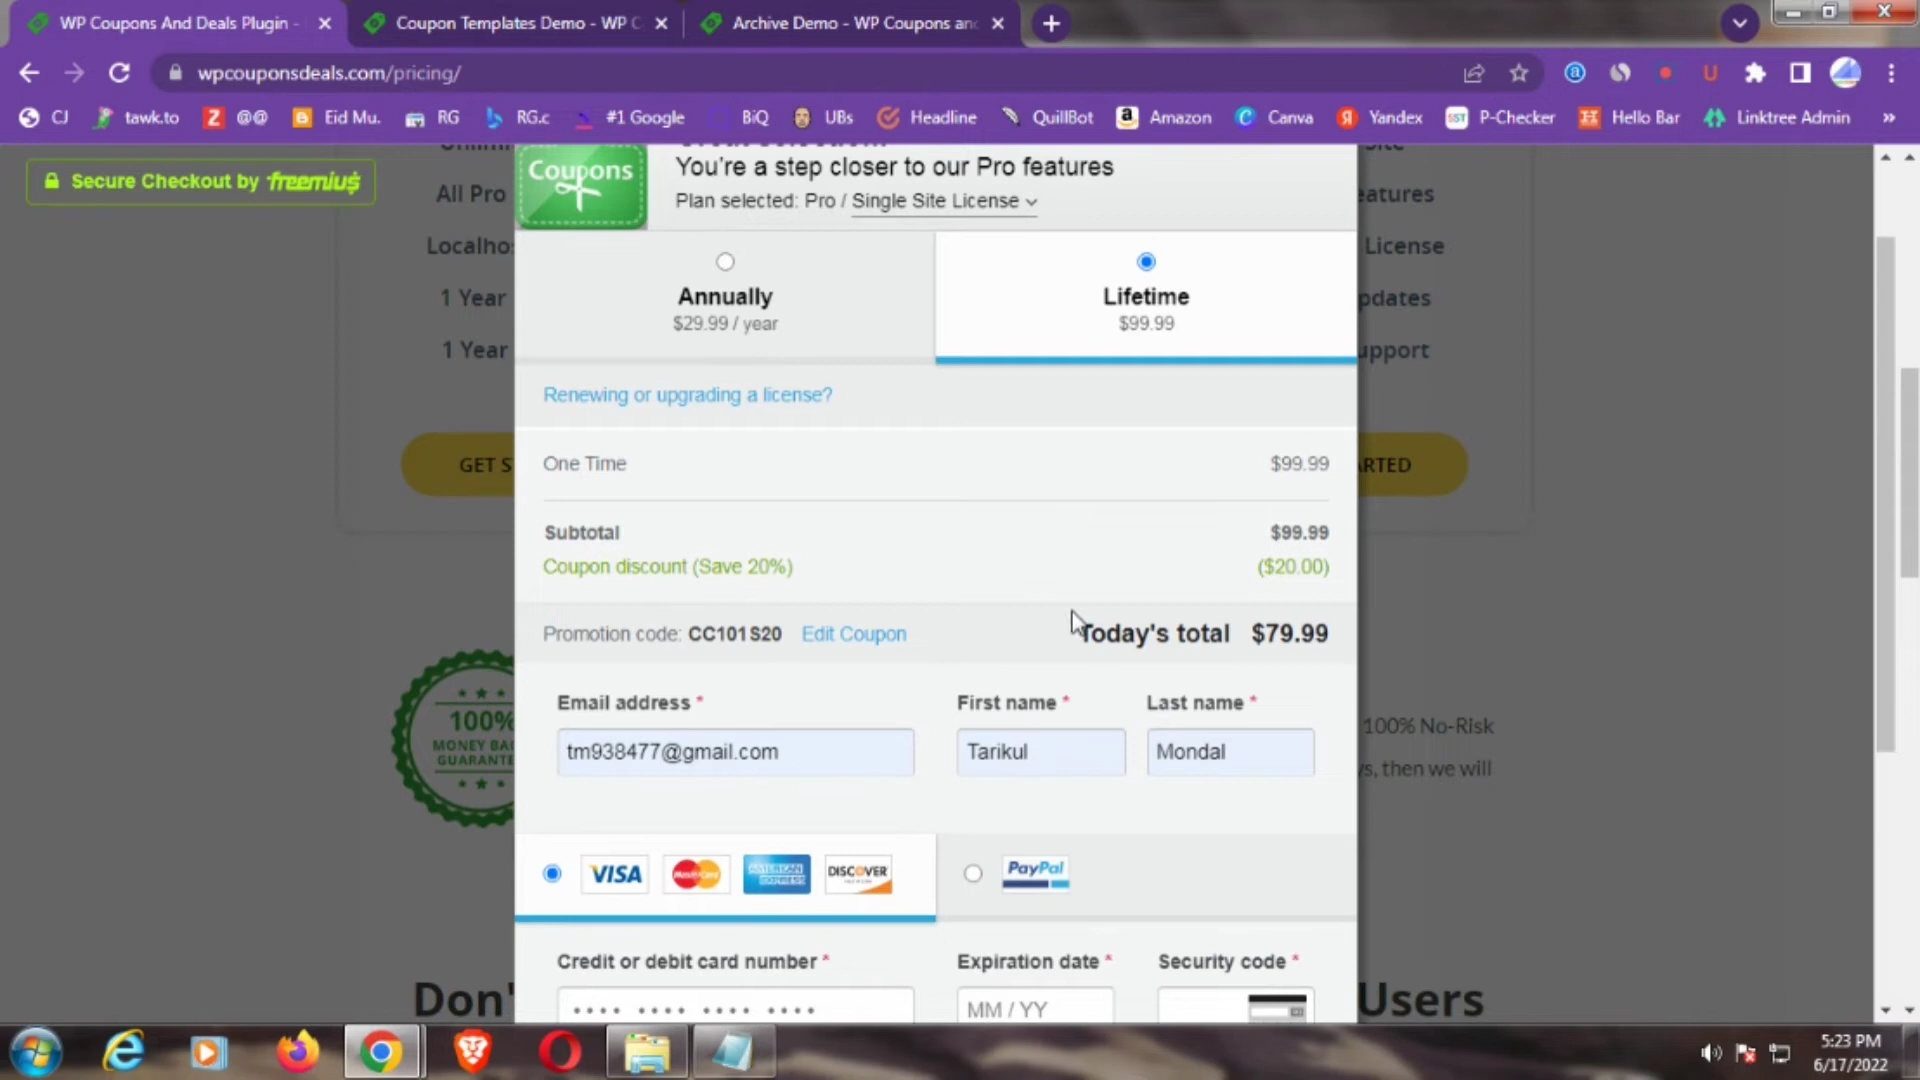 WP Coupons And Deals Plugin -
Coupon Templates Demo - WP C
Archive Demo - WP Coupons and
wpcouponsdeals.com/pricing/
CJ
tawk.to
@@
Eid Mu.
RG
RG.c
#1 Google
BiQ
UBs
Headline
QuillBot
Amazon
Canva
Yandex
P-Checker
Hello Bar
Linktree Admin
»
Secure Checkout by freemius
Coupons
You're a step closer to our Pro features
Plan selected: Pro / Single Site License
All Pro
Localho
1 Year
1 Year
eatures
License
pdates
upport
Annually
$29.99 / year
Lifetime
$99.99
Renewing or upgrading a license?
GET S
ARTED
One Time $99.99
Subtotal $99.99
Coupon discount (Save 20%) ($20.00)
Promotion code: CC101S20 Edit Coupon Today's total $79.99
Email address * First name * Last name *
tm938477@gmail.com Tarikul Mondal
100%
MONEY BA
GUARANTE
100% No-Risk
s, then we will
VISA MasterCard AMERICAN EXPRESS DISCOVER PayPal
Credit or debit card number * Expiration date * Security code *
MM / YY
Don'
Users
5:23 PM
6/17/2022